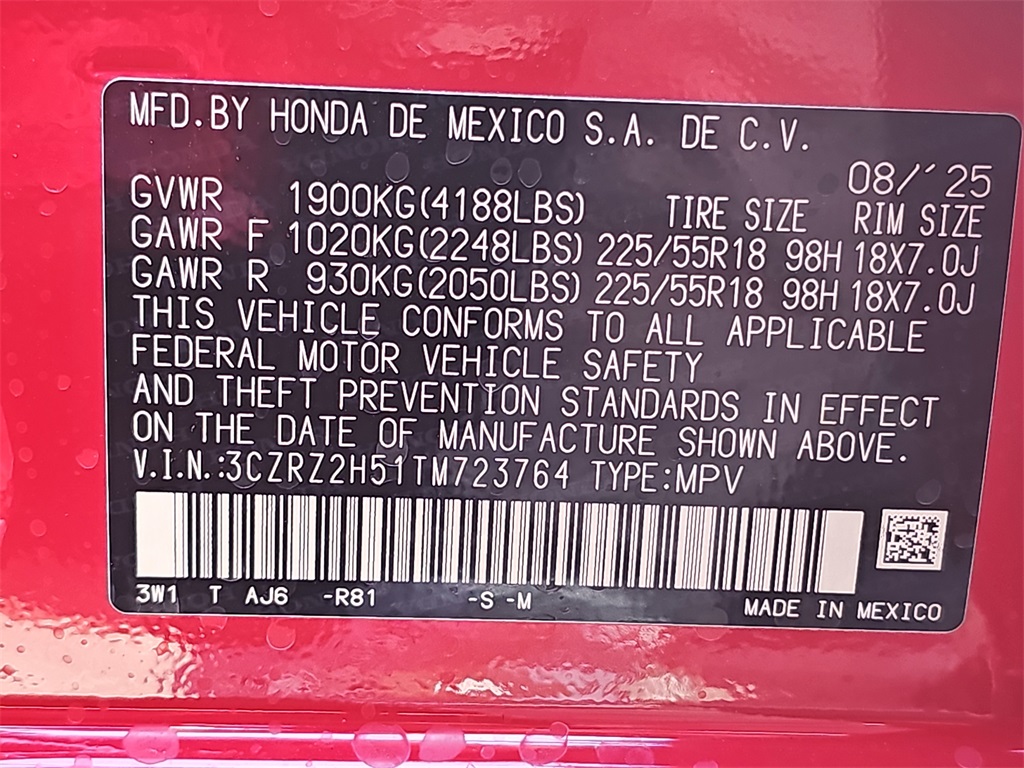 MFD.BY HONDA DE MEXICO S.A. DE C.V.
08/'25
GVWR 1900KG(4188LBS) TIRE SIZE RIM SIZE
GAWR F 1020KG(2248LBS) 225/55R18 98H 18X7.0J
GAWR R 930KG(2050LBS) 225/55R18 98H 18X7.0J
THIS VEHICLE CONFORMS TO ALL APPLICABLE
FEDERAL MOTOR VEHICLE SAFETY
AND THEFT PREVENTION STANDARDS IN EFFECT
ON THE DATE OF MANUFACTURE SHOWN ABOVE.
V.I.N.:3CZRZ2H51TM723764 TYPE:MPV
3W1 T AJ6 -R81 -S -M MADE IN MEXICO